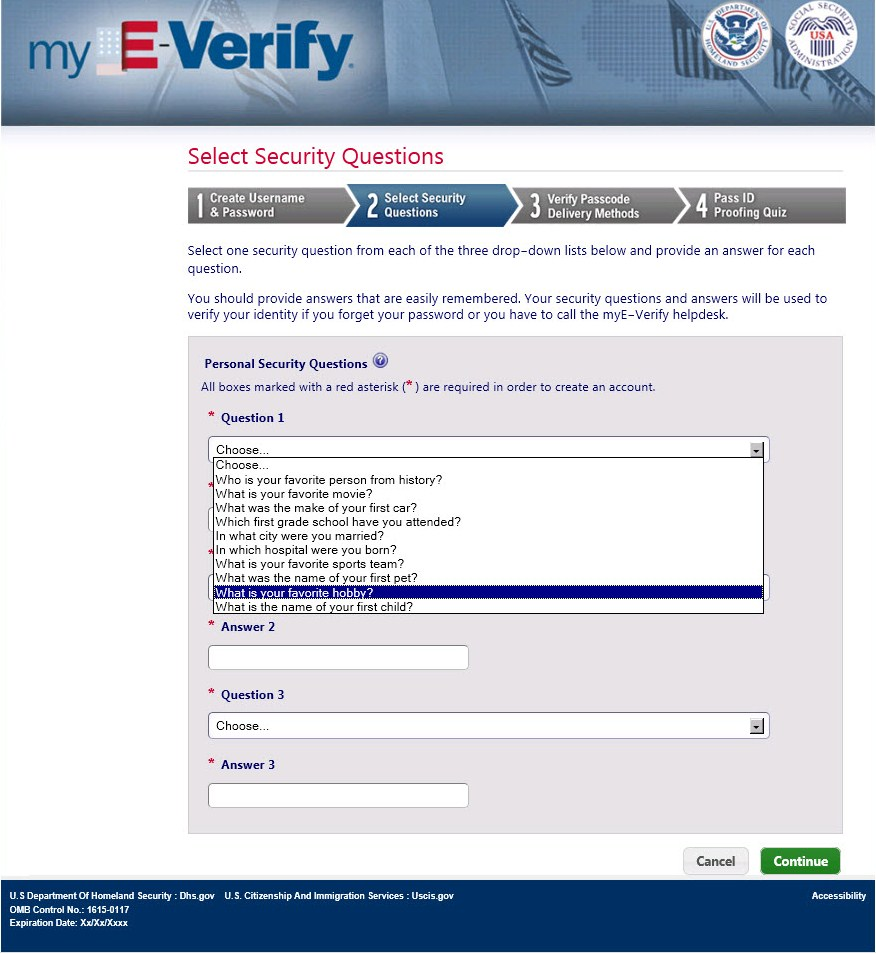 my E-Verify.
U.S. DEPARTMENT OF HOMELAND SECURITY
SOCIAL SECURITY ADMINISTRATION
USA
Select Security Questions
1 Create Username & Password
2 Select Security Questions
3 Verify Passcode Delivery Methods
4 Pass ID Proofing Quiz
Select one security question from each of the three drop-down lists below and provide an answer for each
question.
You should provide answers that are easily remembered. Your security questions and answers will be used to
verify your identity if you forget your password or you have to call the myE-Verify helpdesk.
Personal Security Questions ?
All boxes marked with a red asterisk (*) are required in order to create an account.
* Question 1
Choose...
Choose...
Who is your favorite person from history?
What is your favorite movie?
What was the make of your first car?
Which first grade school have you attended?
In what city were you married?
In which hospital were you born?
What is your favorite sports team?
What was the name of your first pet?
What is your favorite hobby?
What is the name of your first child?
* Answer 2
* Question 3
Choose...
* Answer 3
Cancel
Continue
U.S Department Of Homeland Security : Dhs.gov U.S. Citizenship And Immigration Services : Uscis.gov Accessibility
OMB Control No.: 1615-0117
Expiration Date: Xx/Xx/Xxxx